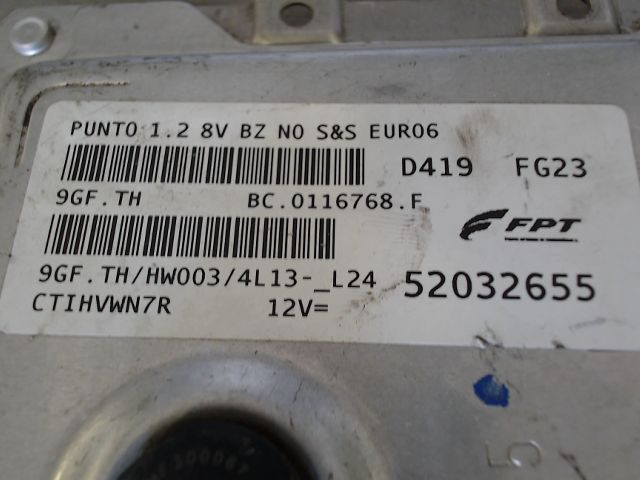 PUNTO 1.2 8V BZ NO S&S EURO6
D419 FG23
9GF.TH BC.0116768.F
FPT
9GF.TH/HW003/4L13-_L24 52032655
CTIHVWN7R 12V=
5